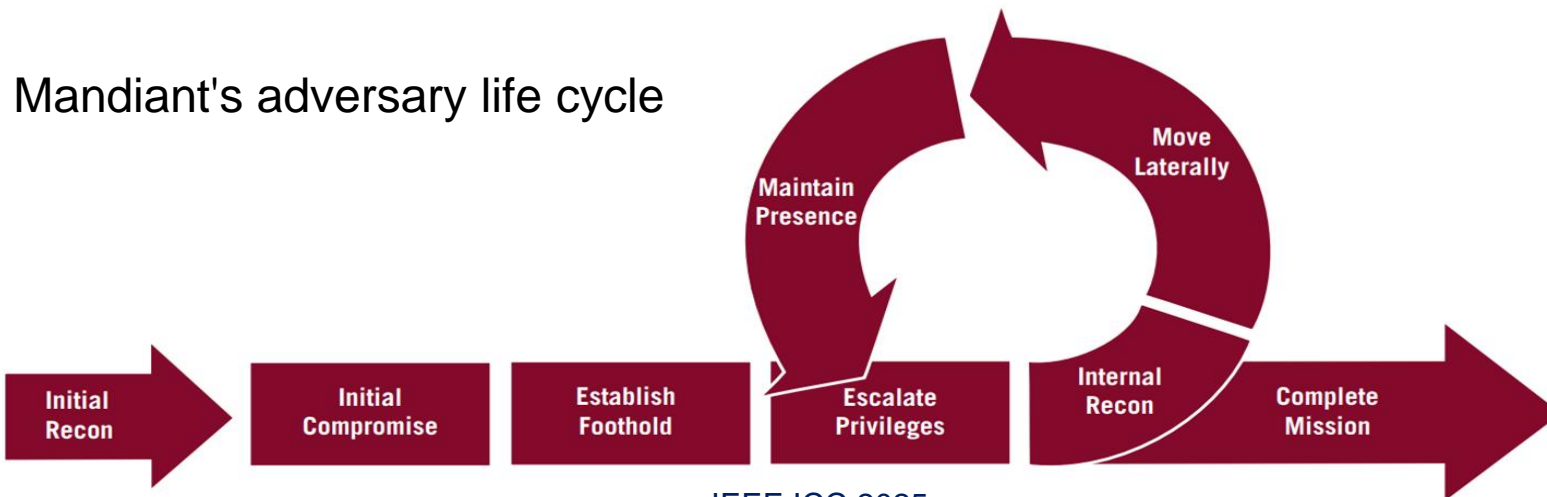 Mandiant's adversary life cycle
Move
Laterally
Maintain
Presence
Initial
Recon
Initial
Compromise
Establish
Foothold
Escalate
Privileges
Internal
Recon
Complete
Mission